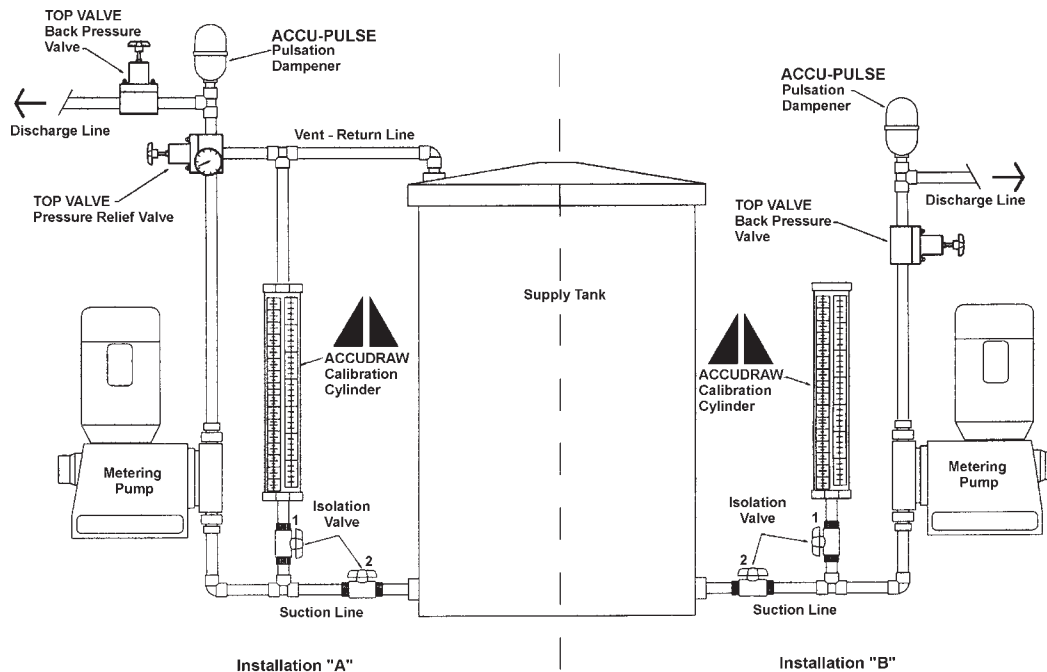 TOP VALVE
Back Pressure
Valve
ACCU-PULSE
Pulsation
Dampener
Discharge Line
Vent - Return Line
TOP VALVE
Pressure Relief Valve
ACCUDRAW
Calibration
Cylinder
Metering
Pump
Isolation
Valve
1
2
Suction Line
Installation "A"
Supply Tank
ACCU-PULSE
Pulsation
Dampener
Discharge Line
TOP VALVE
Back Pressure
Valve
ACCUDRAW
Calibration
Cylinder
Metering
Pump
Isolation
Valve
1
2
Suction Line
Installation "B"